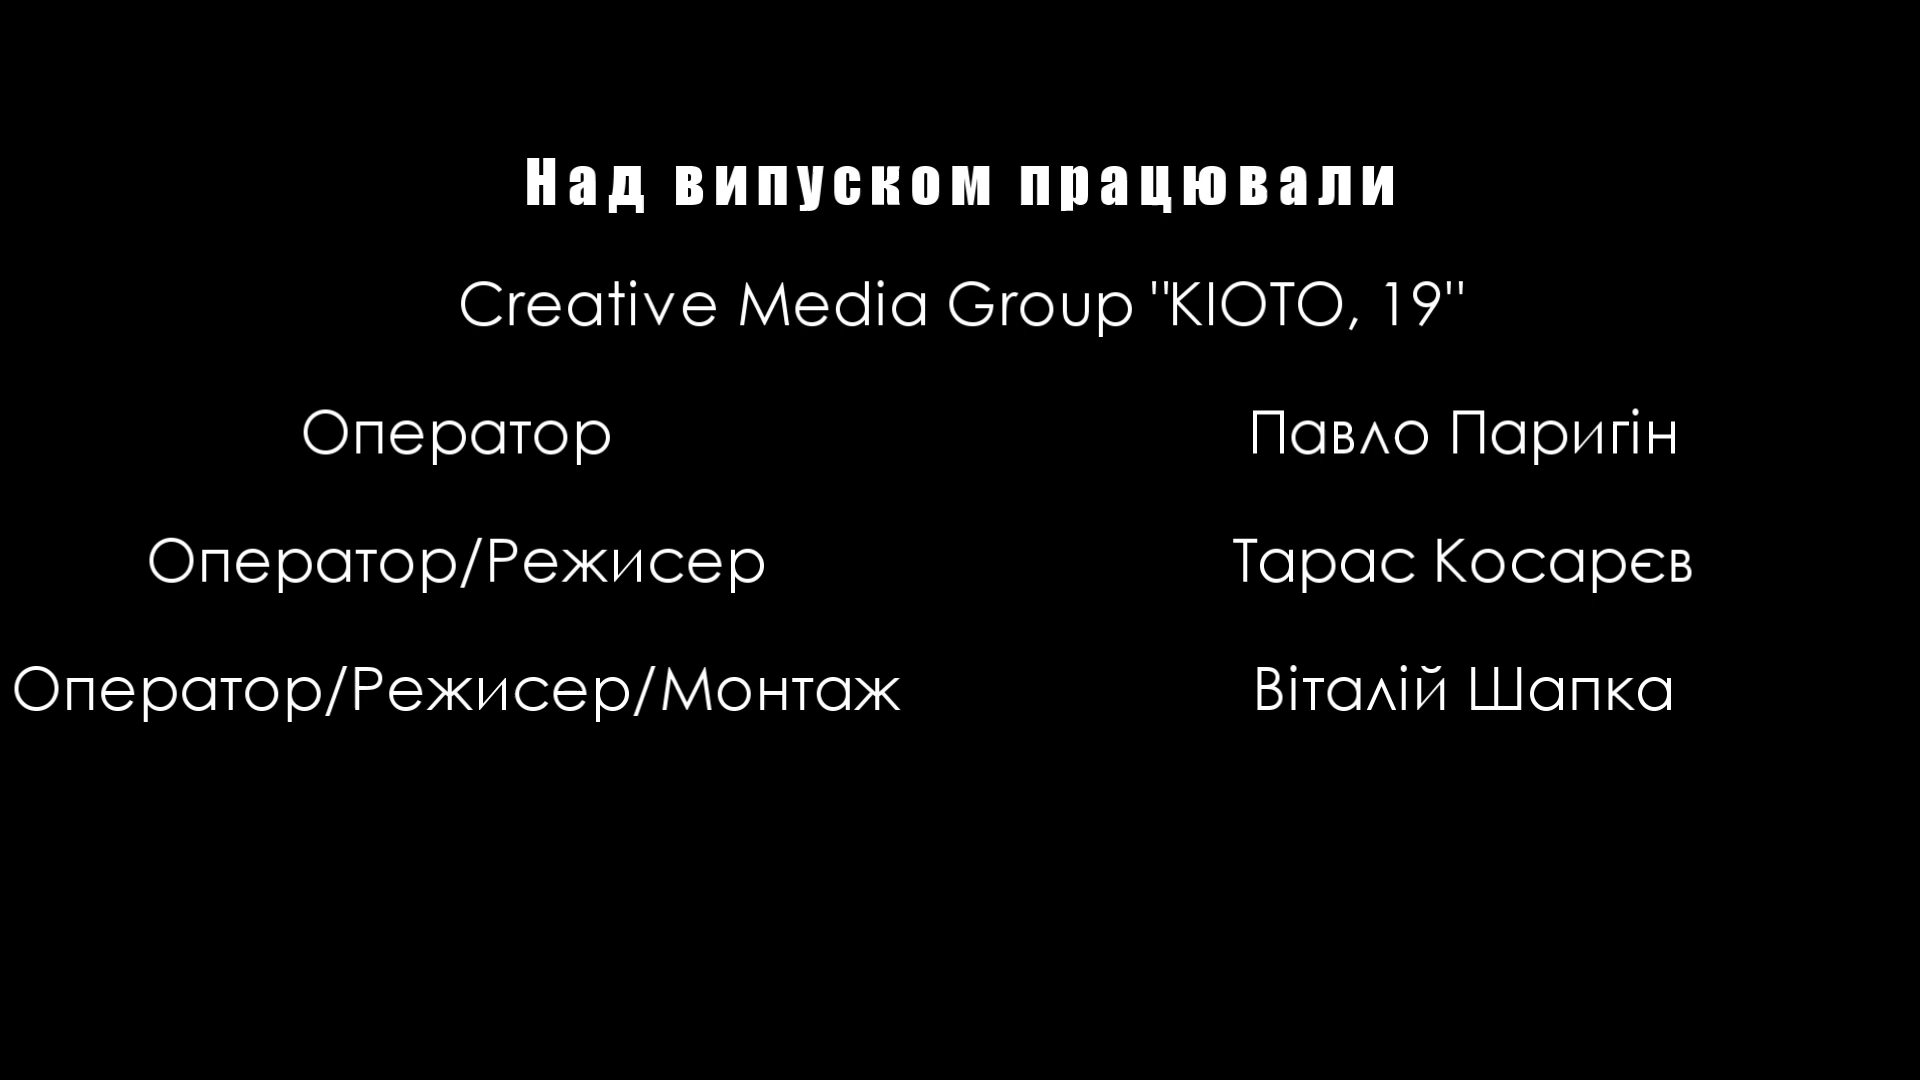 Над випуском працювали
Creative Media Group "КІОТО, 19"
Оператор Павло Паригін
Оператор/Режисер Тарас Косарєв
Оператор/Режисер/Монтаж Віталій Шапка